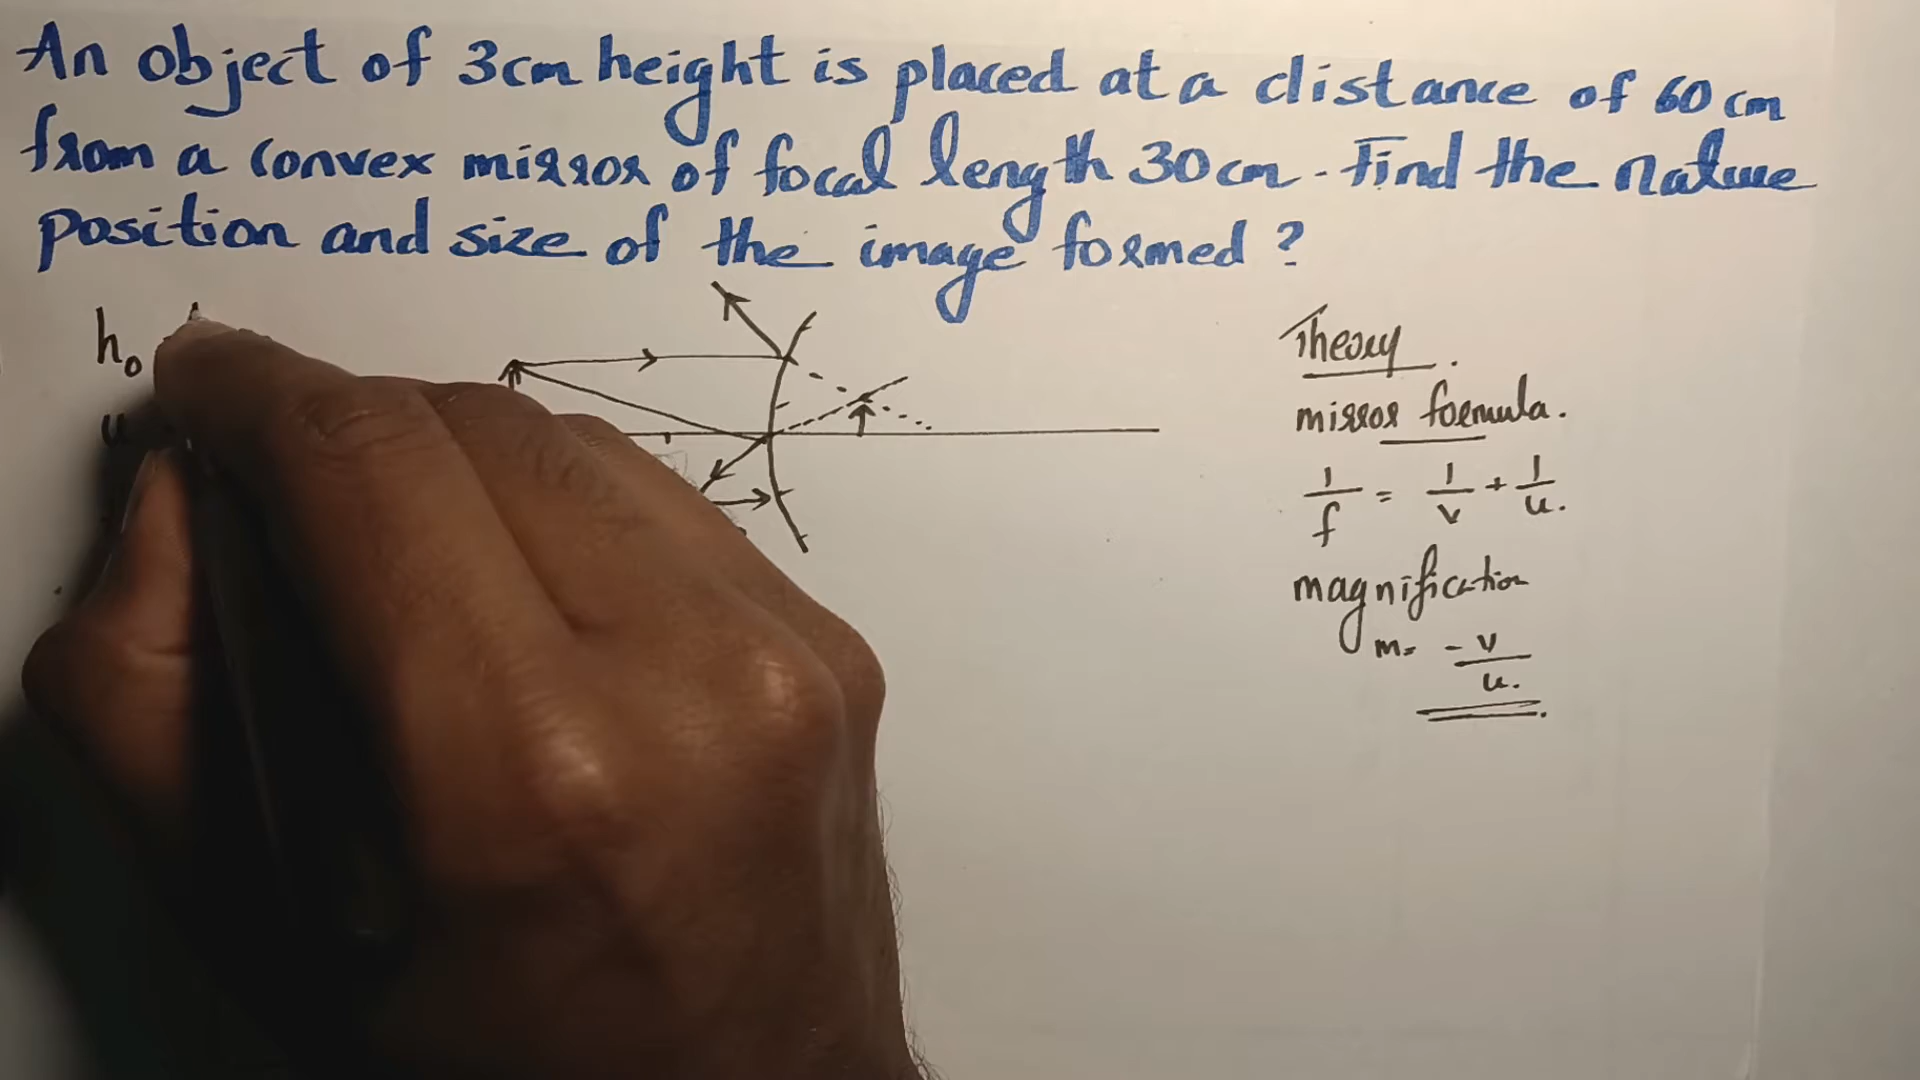 An object of 3cm height is placed at a distance of 60 cm
from a convex mirror of focal length 30cm. Find the nature
position and size of the image formed ?
h₀
u
Theory.
mirror formula.
1/f = 1/v + 1/u.
magnification
m = -v/u.